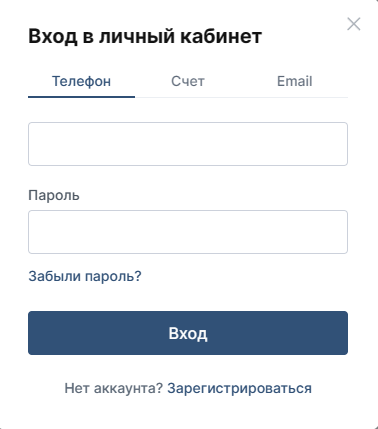 Вход в личный кабинет
Телефон Счет Email
Пароль
Забыли пароль?
Вход
Нет аккаунта? Зарегистрироваться